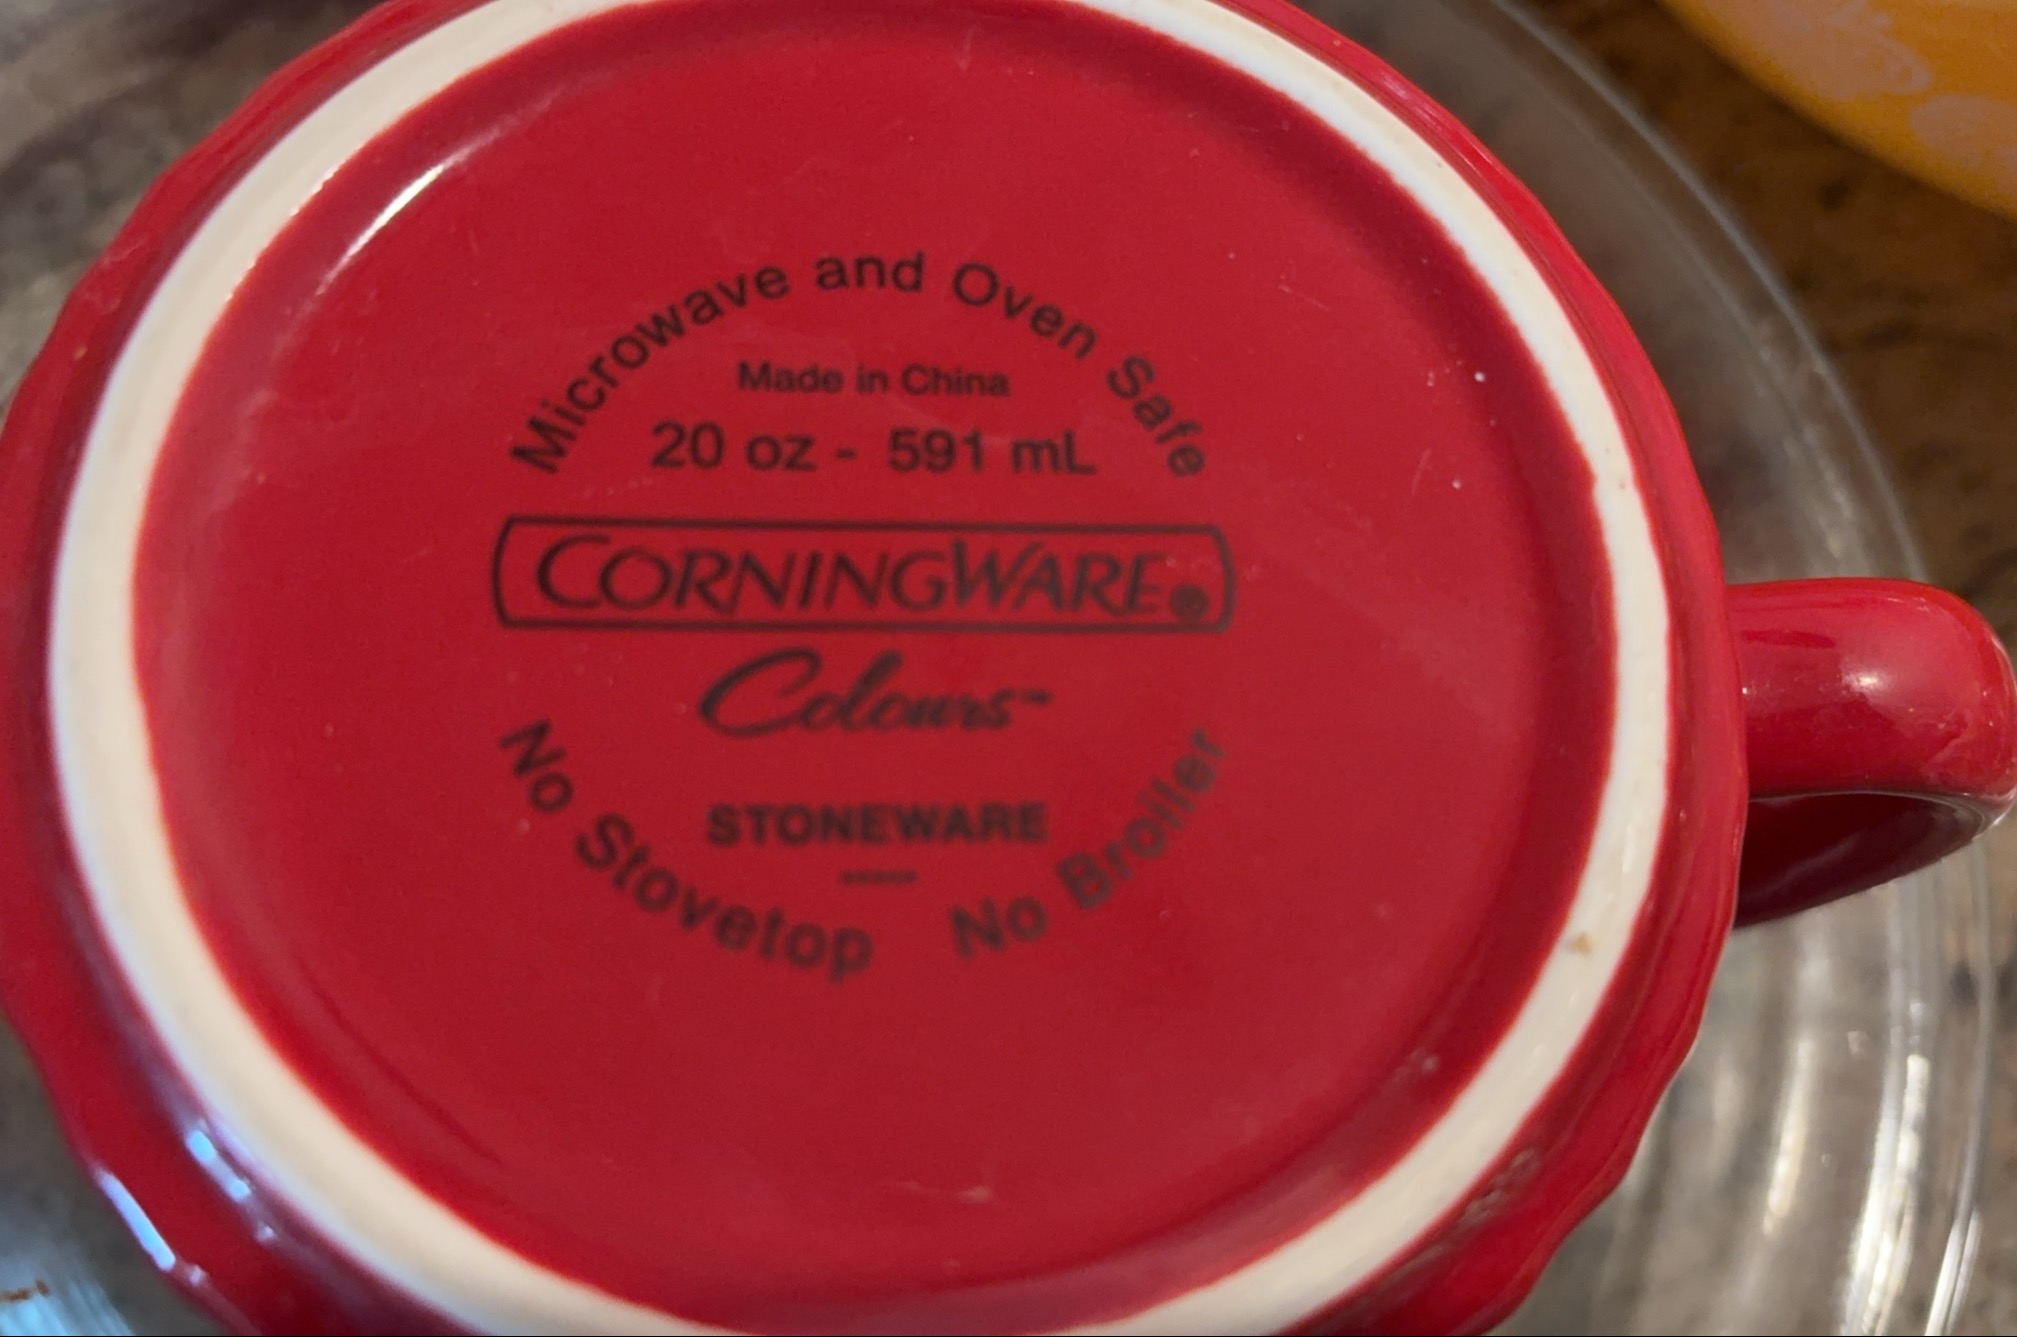 Microwave and Oven Safe
Made in China
20 oz - 591 mL
CORNINGWARE®
Colours™
STONEWARE
No Stovetop No Broiler